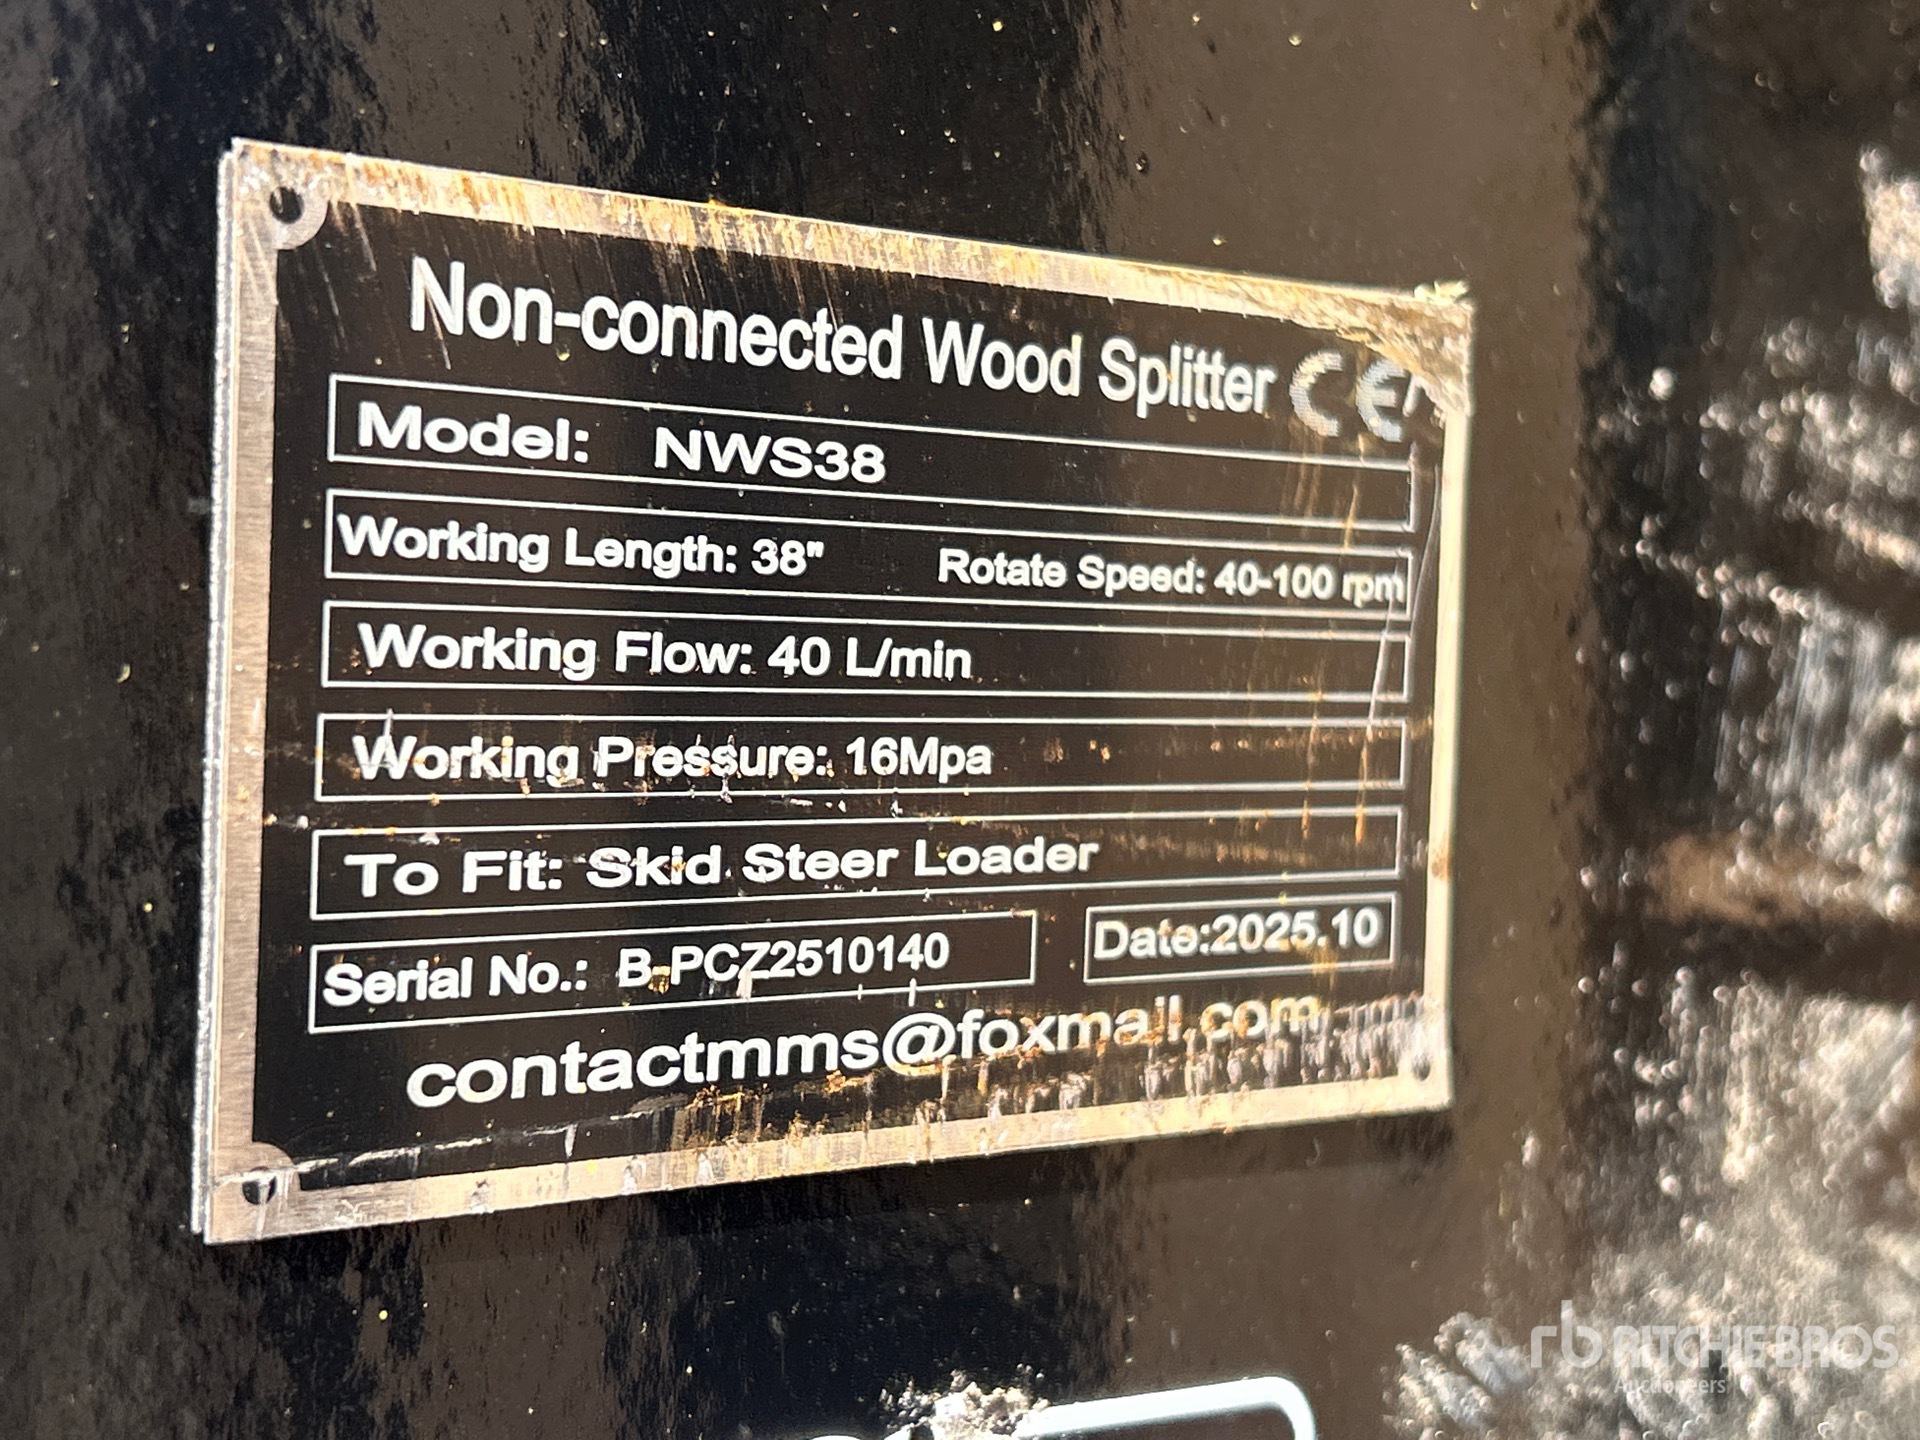 Non-connected Wood Splitter CE
Model: NWS38
Working Length: 38" Rotate Speed: 40-100 rpm
Working Flow: 40 L/min
Working Pressure: 16Mpa
To Fit: Skid Steer Loader
Serial No.: B-PCZ2510140 Date:2025.10
contactmms@foxmail.com
rb RITCHIE BROS.
Auctioneers